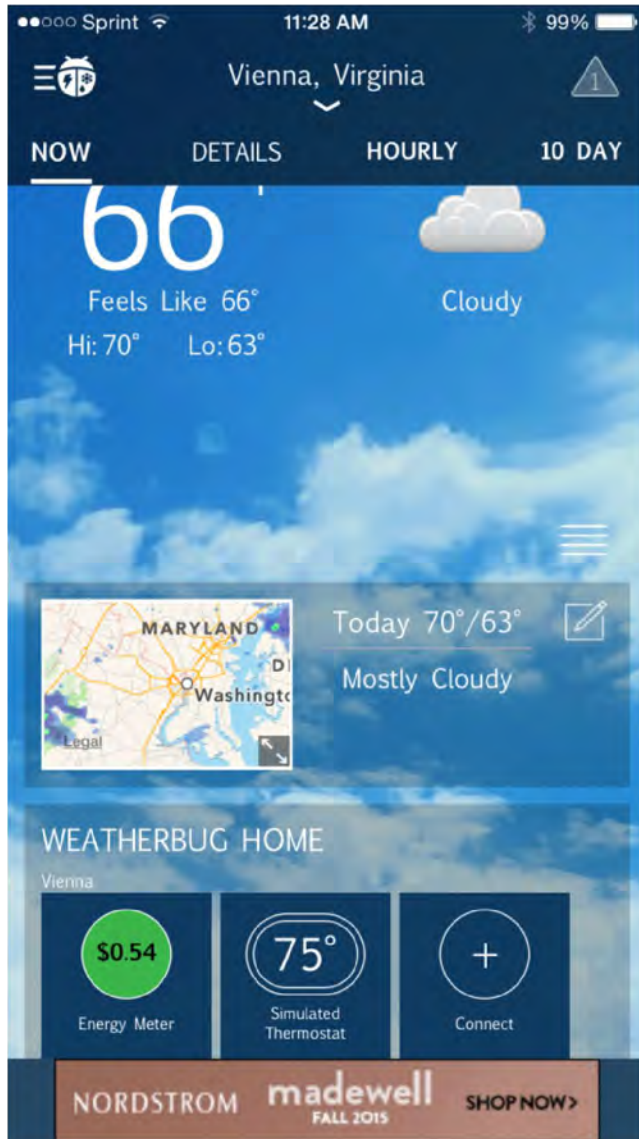 Sprint 11:28 AM 99%
Vienna, Virginia
1
NOW DETAILS HOURLY 10 DAY
66°
Feels Like 66° Cloudy
Hi: 70° Lo: 63°
MARYLAND
Washingto
Legal
Today 70°/63°
Mostly Cloudy
WEATHERBUG HOME
Vienna
$0.54
Energy Meter
75°
Simulated
Thermostat
+
Connect
NORDSTROM madewell SHOP NOW>
FALL 2015